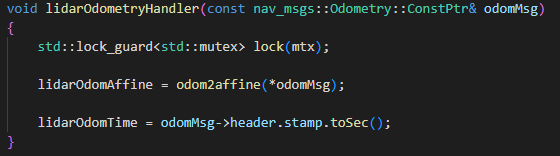 void lidarOdometryHandler(const nav_msgs::Odometry::ConstPtr& odomMsg)
{
    std::lock_guard<std::mutex> lock(mtx);
    lidarOdomAffine = odom2affine(*odomMsg);
    lidarOdomTime = odomMsg->header.stamp.toSec();
}